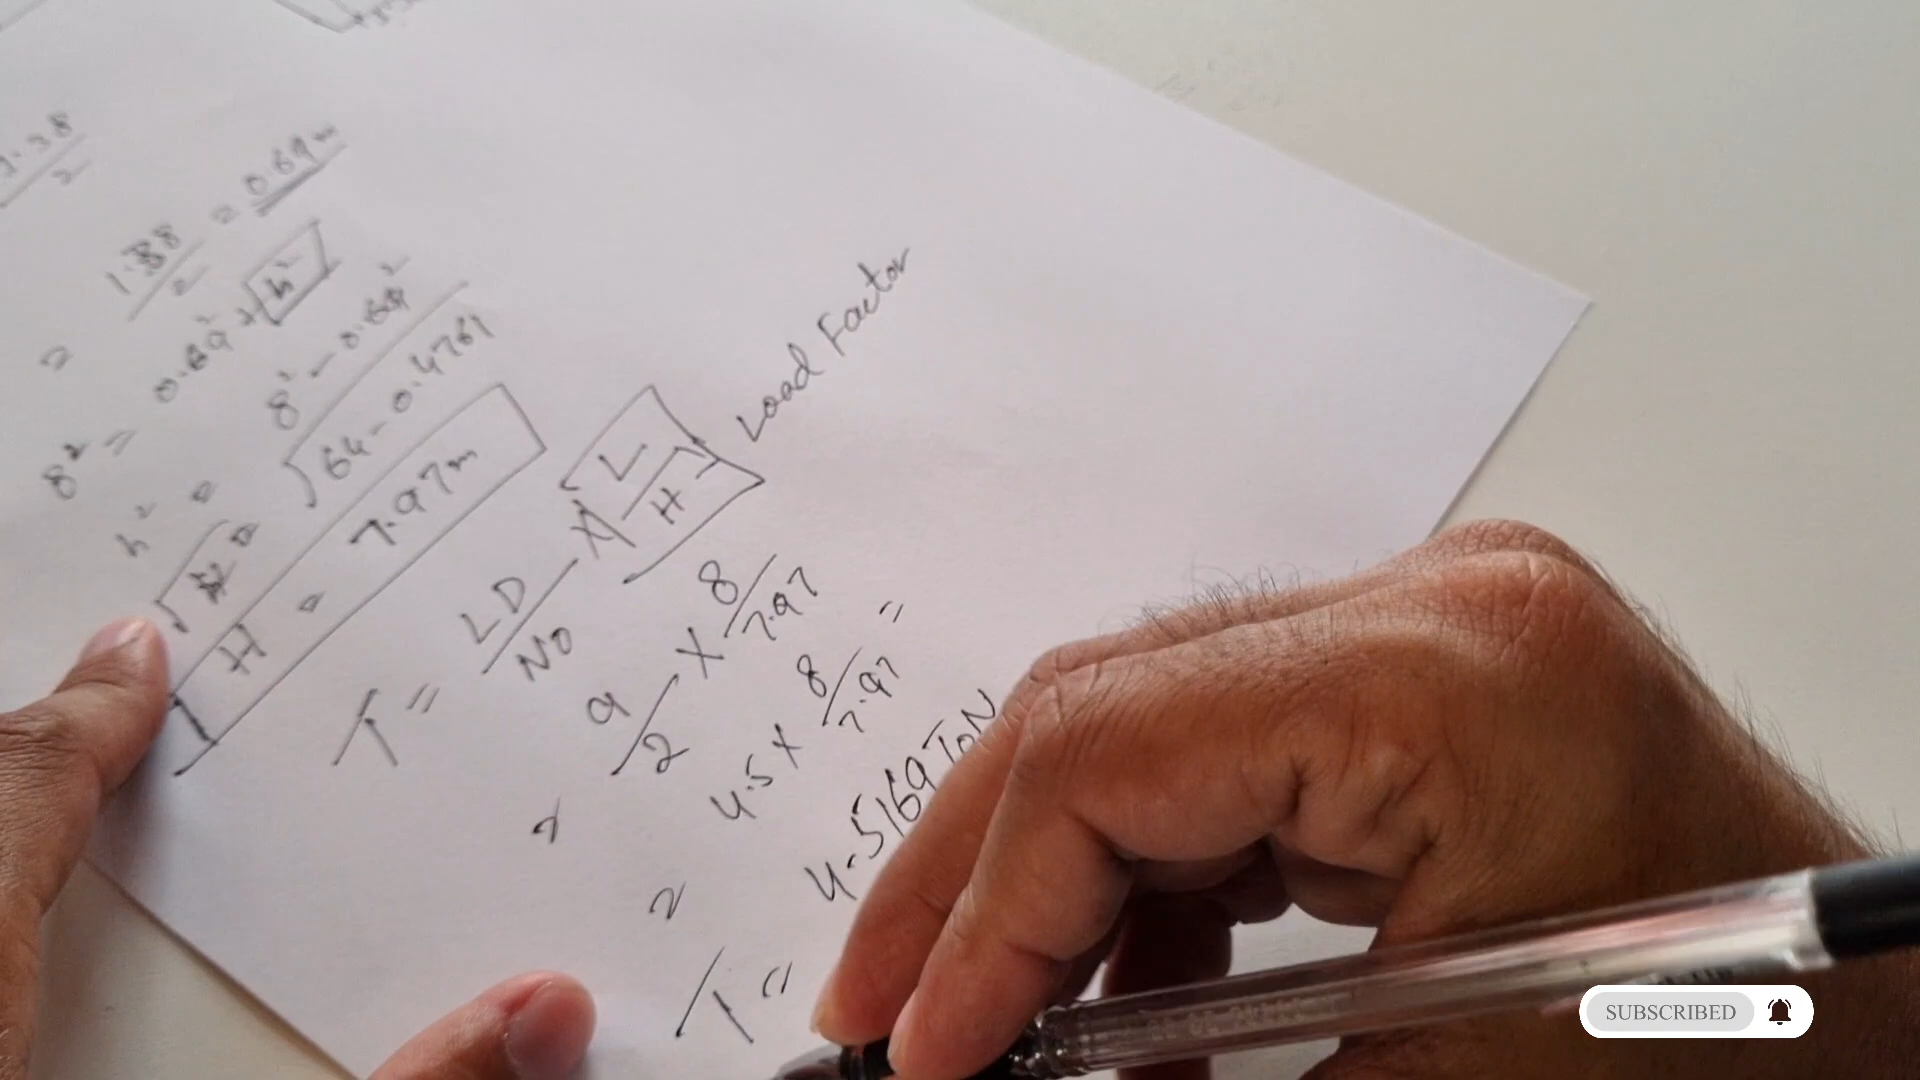 1.38
2
= 1.38 / 2 = 0.69m
8² = 0.69² + h²
h² = 8² - 0.69²
√h² = √64 - 0.4761
H = 7.97m
T = LD / No × L / H Load Factor
= 9 / 2 × 8 / 7.97
= 4.5 × 8 / 7.97 =
4.5169 TON
T =
SUBSCRIBED